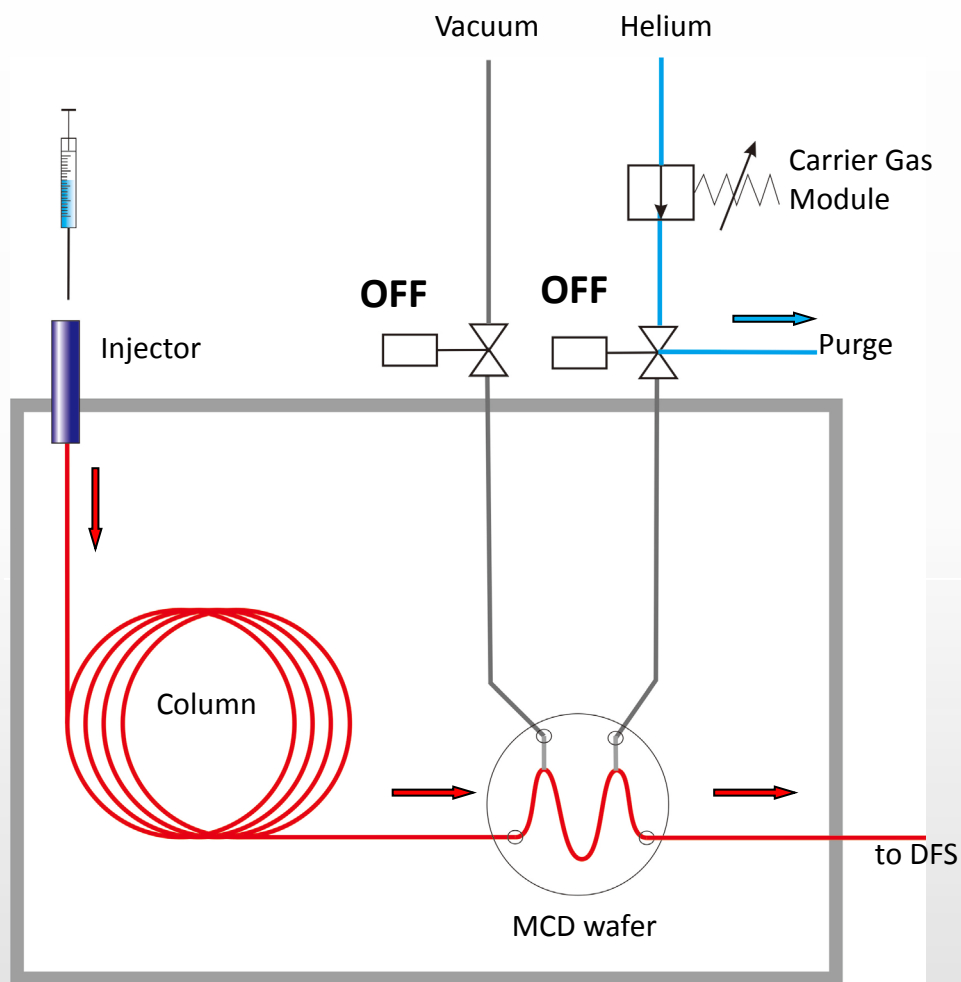 Vacuum
Helium
Carrier Gas
Module
OFF
OFF
Injector
Purge
Column
to DFS
MCD wafer